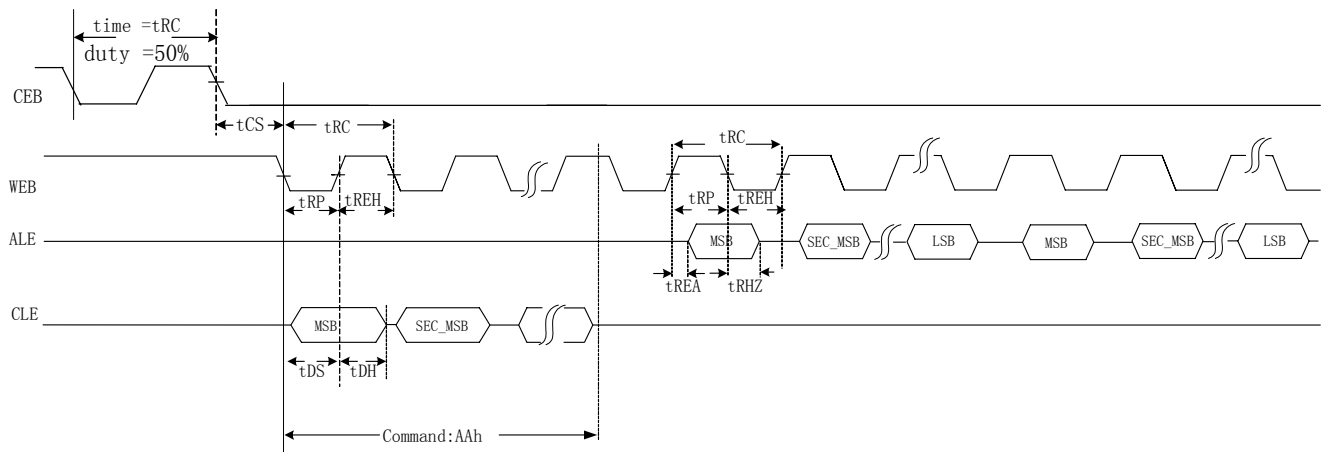 time =tRC
duty =50%
CEB
tCS
tRC
tRC
WEB
tRP
tREH
tRP
tREH
ALE
MSB
SEC_MSB
LSB
MSB
SEC_MSB
LSB
tREA
tRHZ
CLE
MSB
SEC_MSB
tDS
tDH
Command:AAh